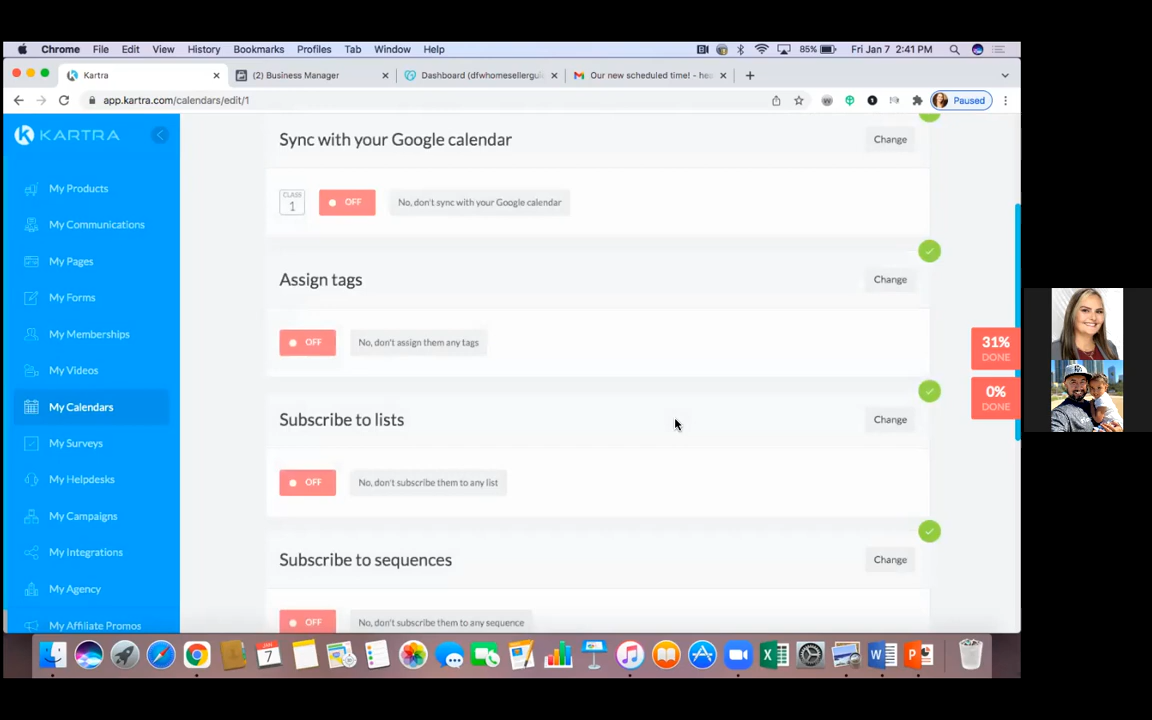 Chrome File Edit View History Bookmarks Profiles Tab Window Help 85% Fri Jan 7 2:41 PM
Kartra (2) Business Manager Dashboard (dfwhomesellergui Our new scheduled time! - hea
app.kartra.com/calendars/edit/1 Paused
KARTRA
My Products
My Communications
My Pages
My Forms
My Memberships
My Videos
My Calendars
My Surveys
My Helpdesks
My Campaigns
My Integrations
My Agency
My Affiliate Promos
Sync with your Google calendar Change
CLASS
1 OFF No, don't sync with your Google calendar
Assign tags Change
OFF No, don't assign them any tags
Subscribe to lists Change
OFF No, don't subscribe them to any list
Subscribe to sequences Change
OFF No, don't subscribe them to any sequence
31%
DONE
0%
DONE